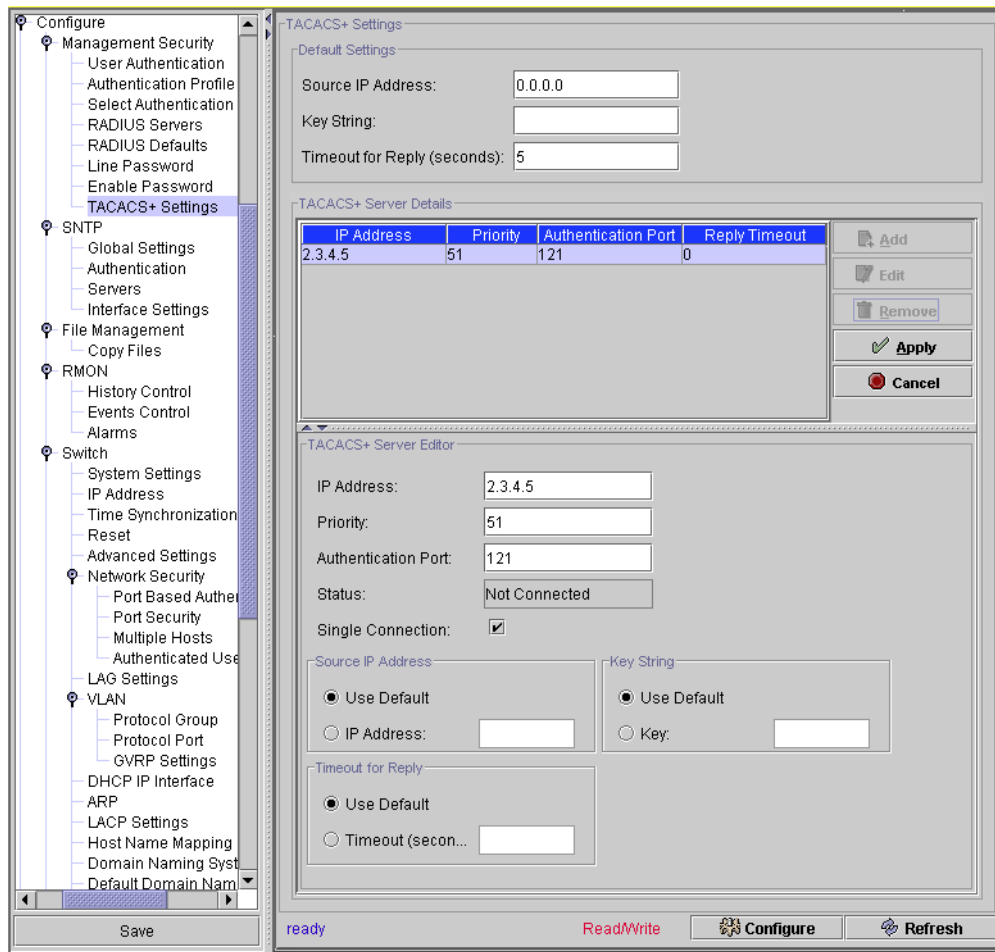 Configure
Management Security
User Authentication
Authentication Profile
Select Authentication
RADIUS Servers
RADIUS Defaults
Line Password
Enable Password
TACACS+ Settings
SNTP
Global Settings
Authentication
Servers
Interface Settings
File Management
Copy Files
RMON
History Control
Events Control
Alarms
Switch
System Settings
IP Address
Time Synchronization
Reset
Advanced Settings
Network Security
Port Based Auther
Port Security
Multiple Hosts
Authenticated Use
LAG Settings
VLAN
Protocol Group
Protocol Port
GVRP Settings
DHCP IP Interface
ARP
LACP Settings
Host Name Mapping
Domain Naming Syst
Default Domain Nam
Save
TACACS+ Settings
Default Settings
Source IP Address: 0.0.0.0
Key String:
Timeout for Reply (seconds): 5
TACACS+ Server Details
IP Address Priority Authentication Port Reply Timeout
2.3.4.5 51 121 0
Add
Edit
Remove
Apply
Cancel
TACACS+ Server Editor
IP Address: 2.3.4.5
Priority: 51
Authentication Port: 121
Status: Not Connected
Single Connection:
Source IP Address
Use Default
IP Address:
Key String
Use Default
Key:
Timeout for Reply
Use Default
Timeout (secon...
ready Read/Write Configure Refresh